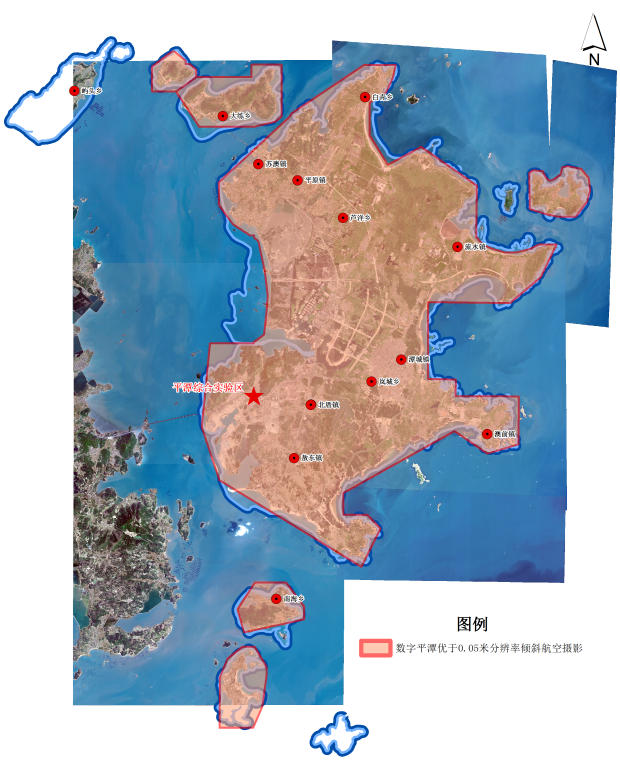 N
屿头乡
大练乡
白青乡
苏澳镇
平原镇
芦洋乡
流水镇
潭城镇
岚城乡
平潭综合实验区
北厝镇
澳前镇
敖东镇
南海乡
图例
数字平潭优于0.05米分辨率倾斜航空摄影